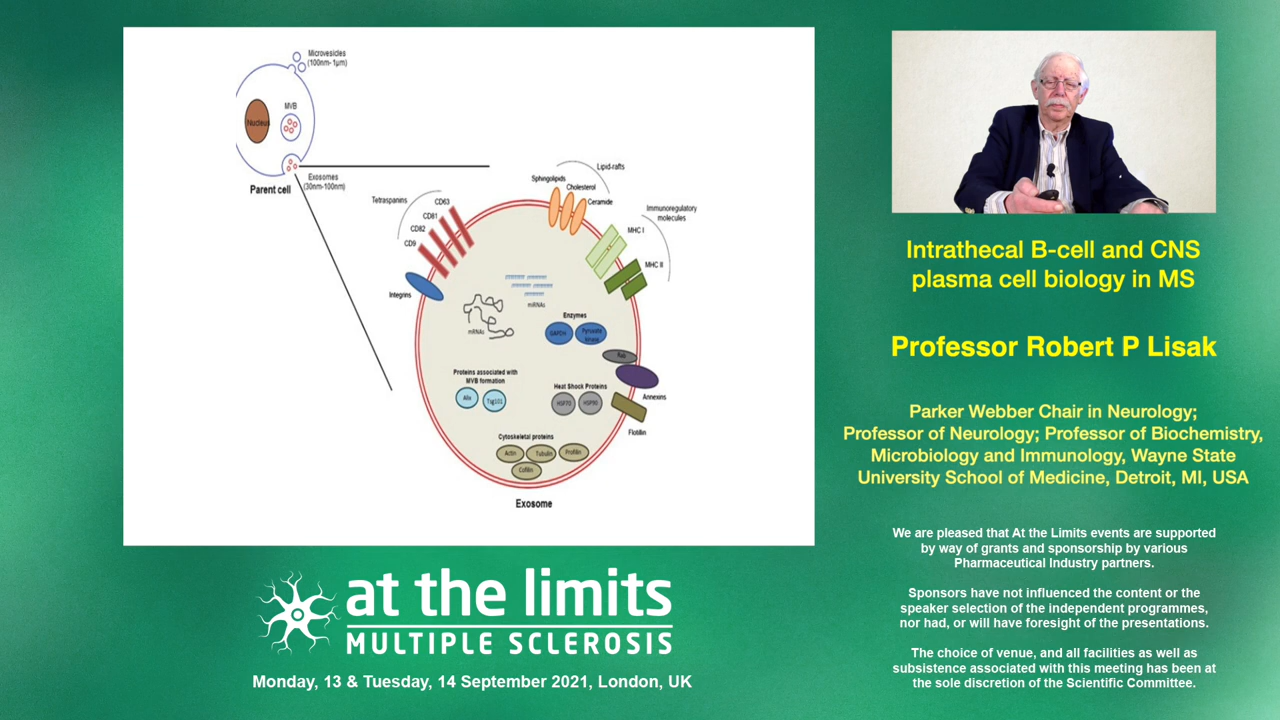 Microvesicles
(100nm- 1μm)
MVB
Nucleus
Exosomes
(30nm-100nm)
Parent cell
Lipid-rafts
Sphingolipids
Cholesterol
Ceramide
Tetraspanins
CD63
CD81
CD82
CD9
Immunoregulatory
molecules
MHC I
MHC II
Integrins
miRNAs
mRNAs
Enzymes
GAPDH
Pyruvate
kinase
Rab
Proteins associated with
MVB formation
Alix
Tsg101
Heat Shock Proteins
HSP70
HSP90
Annexins
Flotillin
Cytoskeletal proteins
Actin
Tubulin
Profilin
Cofilin
Exosome
Intrathecal B-cell and CNS
plasma cell biology in MS
Professor Robert P Lisak
Parker Webber Chair in Neurology;
Professor of Neurology; Professor of Biochemistry,
Microbiology and Immunology, Wayne State
University School of Medicine, Detroit, MI, USA
We are pleased that At the Limits events are supported
by way of grants and sponsorship by various
Pharmaceutical Industry partners.
Sponsors have not influenced the content or the
speaker selection of the independent programmes,
nor had, or will have foresight of the presentations.
The choice of venue, and all facilities as well as
subsistence associated with this meeting has been at
the sole discretion of the Scientific Committee.
at the limits
MULTIPLE SCLEROSIS
Monday, 13 & Tuesday, 14 September 2021, London, UK